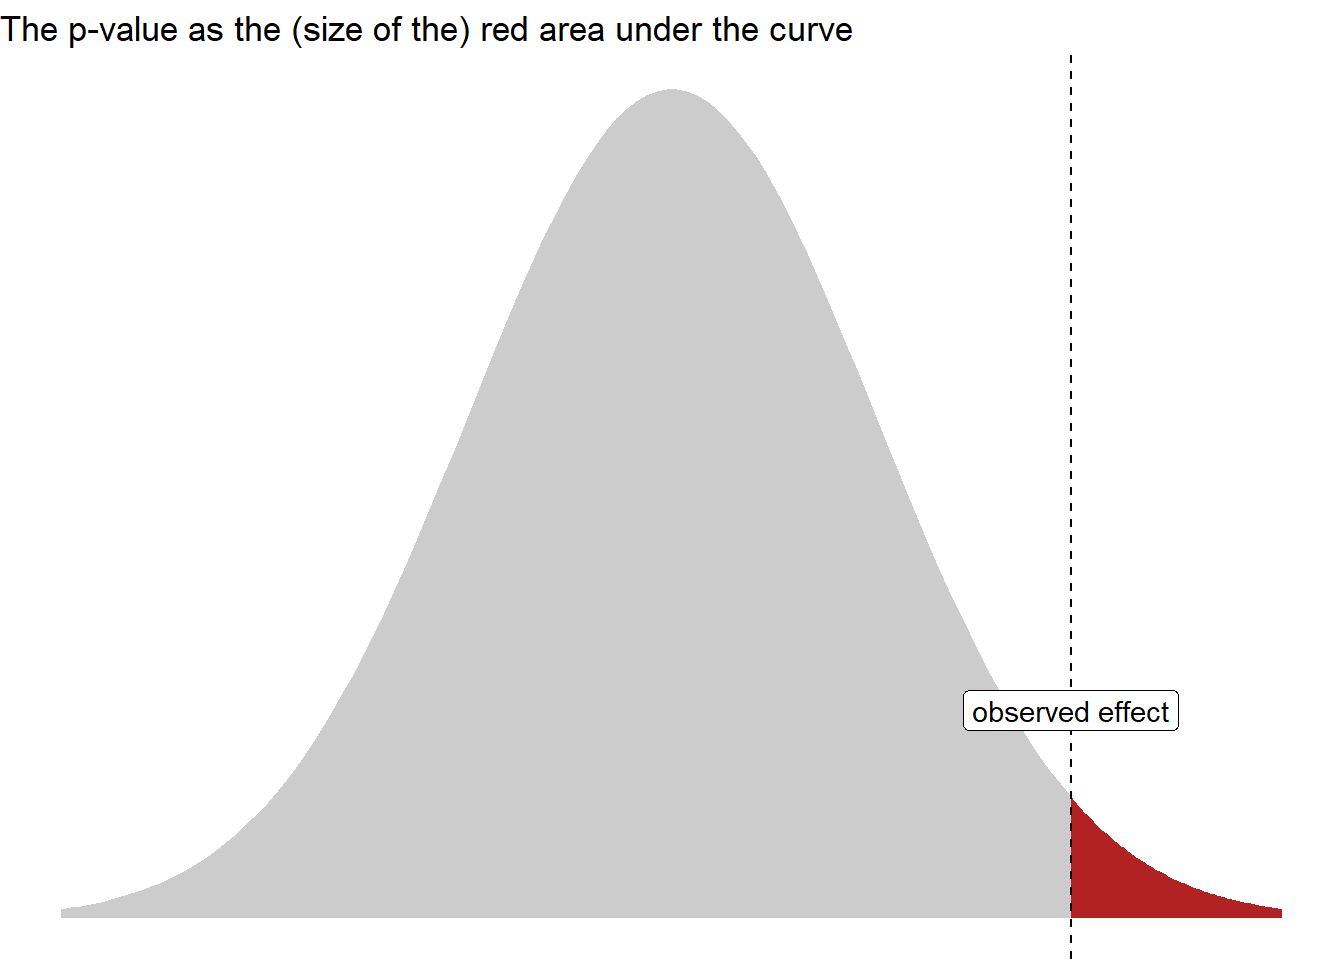 The p-value as the (size of the) red area under the curve
observed effect